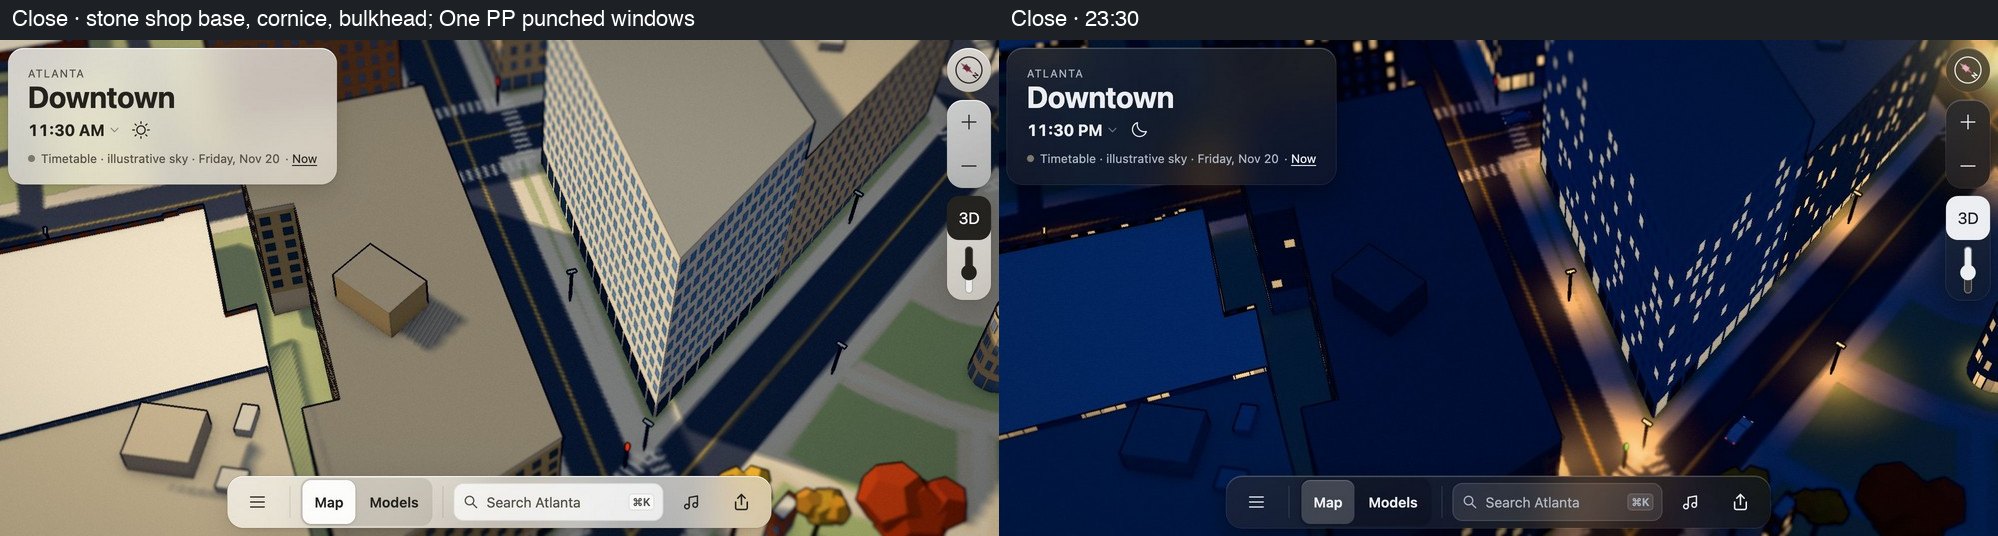 Close · stone shop base, cornice, bulkhead; One PP punched windows
ATLANTA
Downtown
11:30 AM
Timetable · illustrative sky · Friday, Nov 20 · Now
3D
Map
Models
Search Atlanta
⌘K
Close · 23:30
ATLANTA
Downtown
11:30 PM
Timetable · illustrative sky · Friday, Nov 20 · Now
3D
Map
Models
Search Atlanta
⌘K